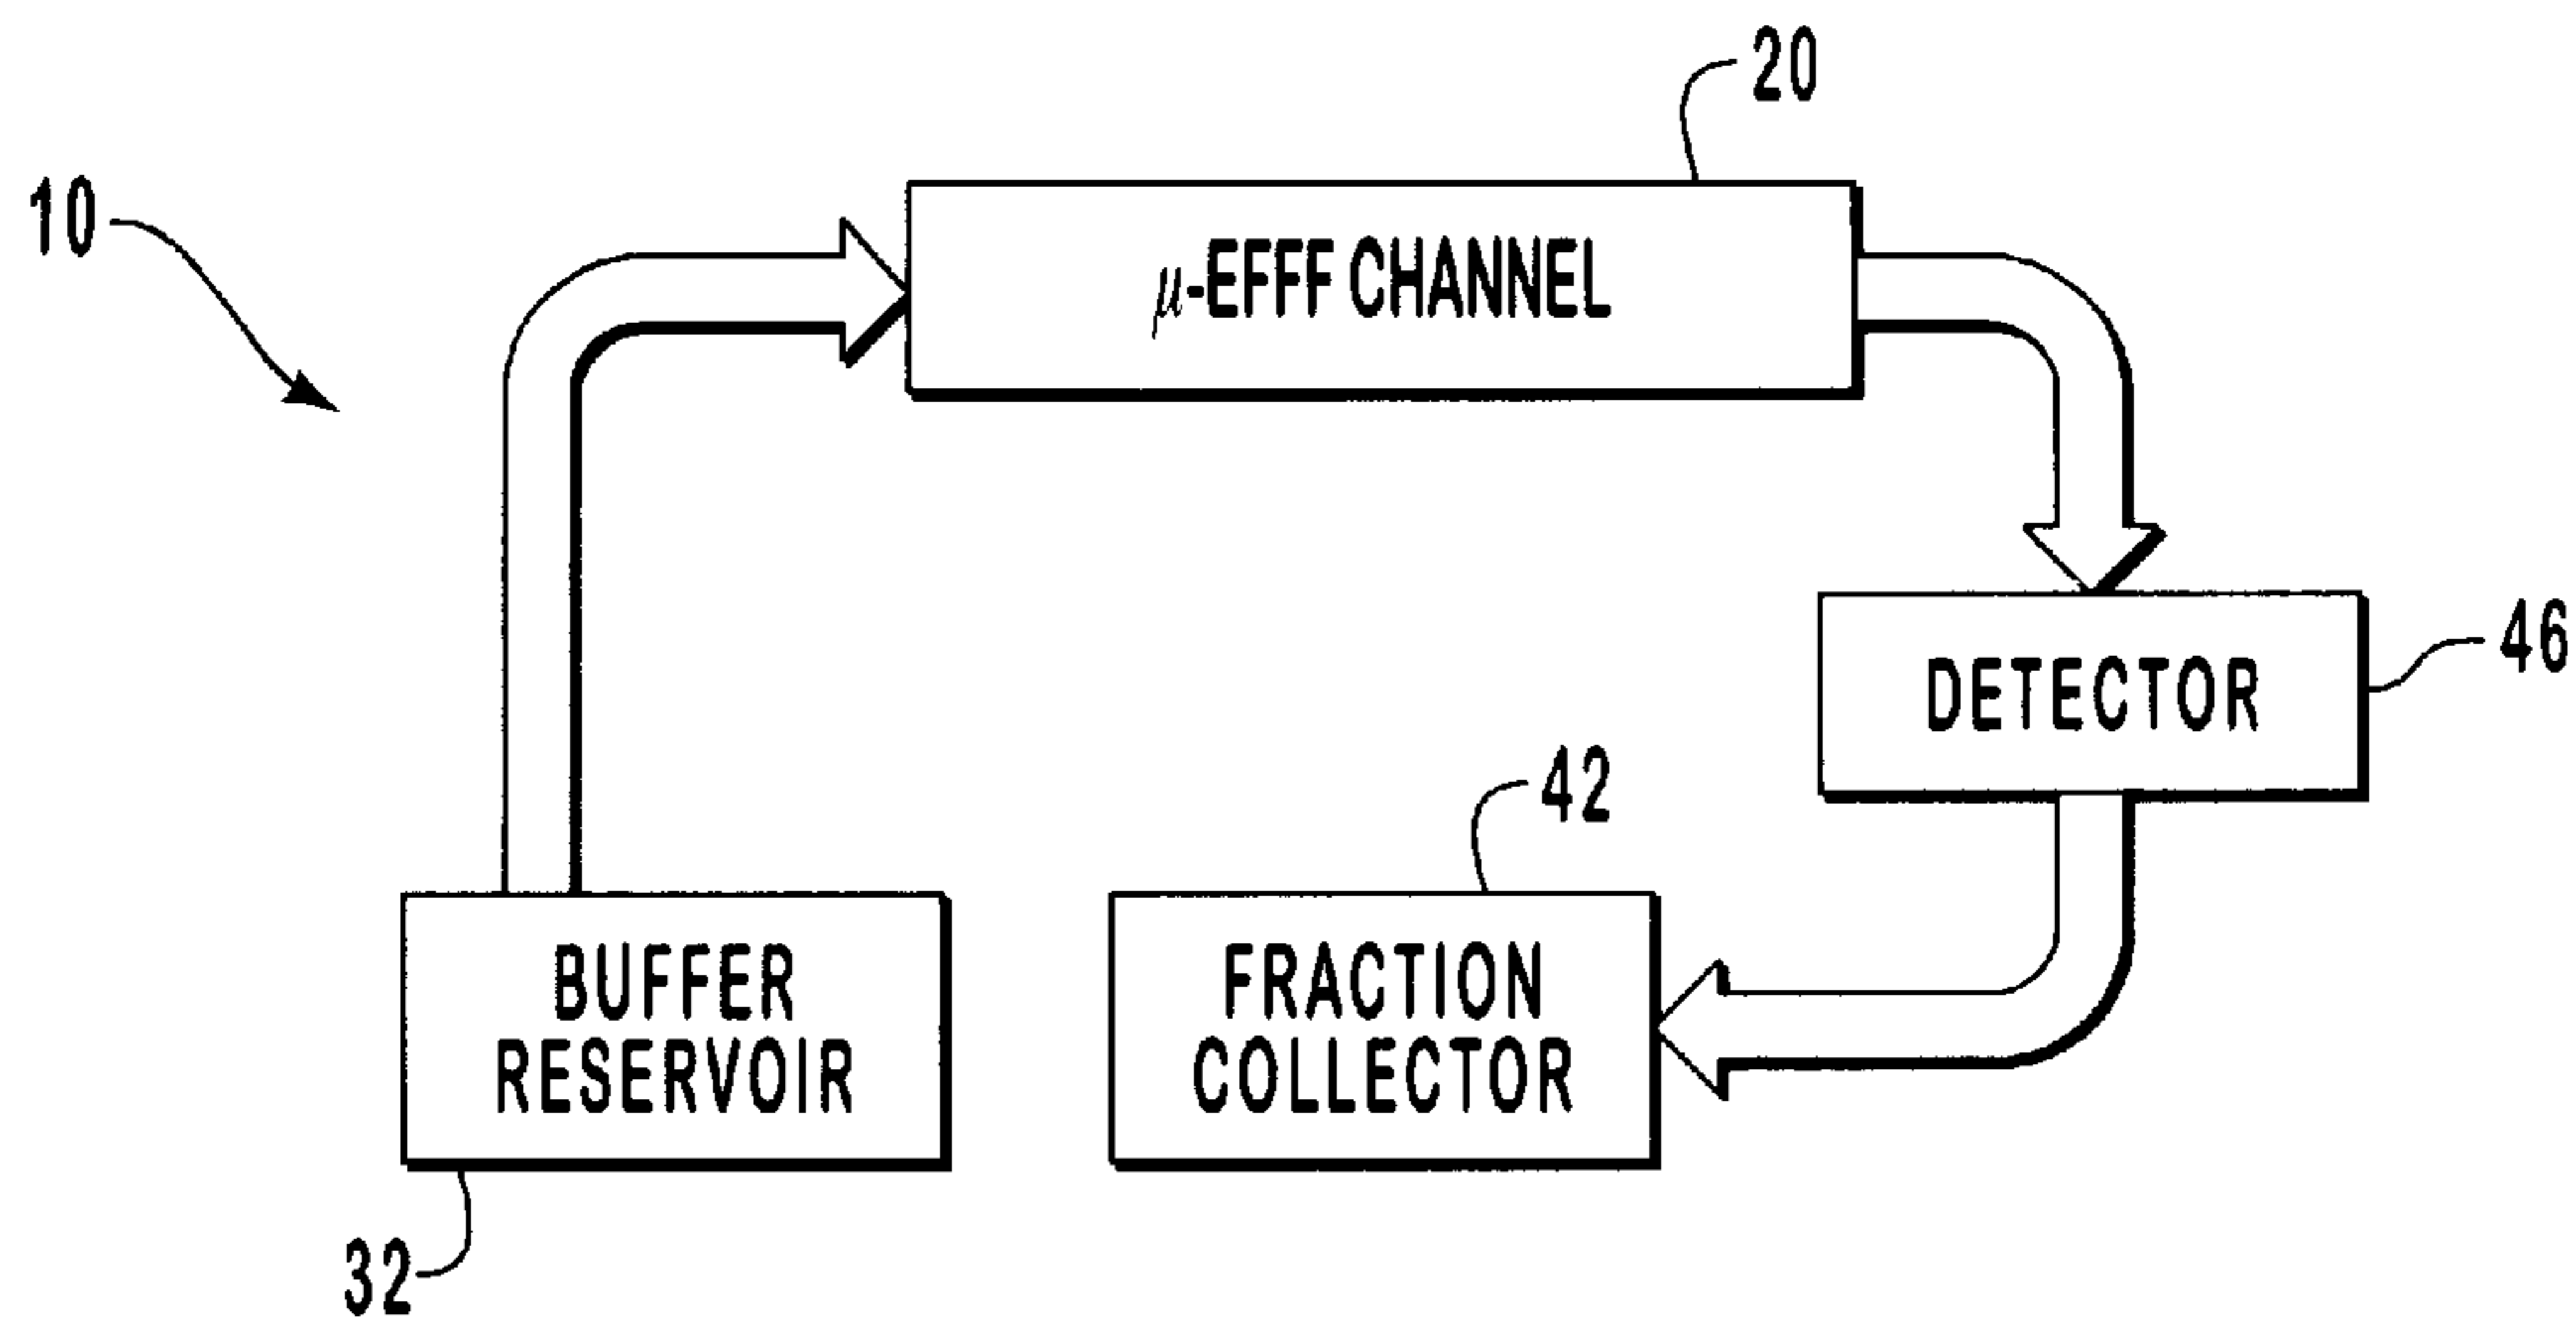 20
10
μ-EFFF CHANNEL
46
DETECTOR
42
BUFFER
RESERVOIR
FRACTION
COLLECTOR
32